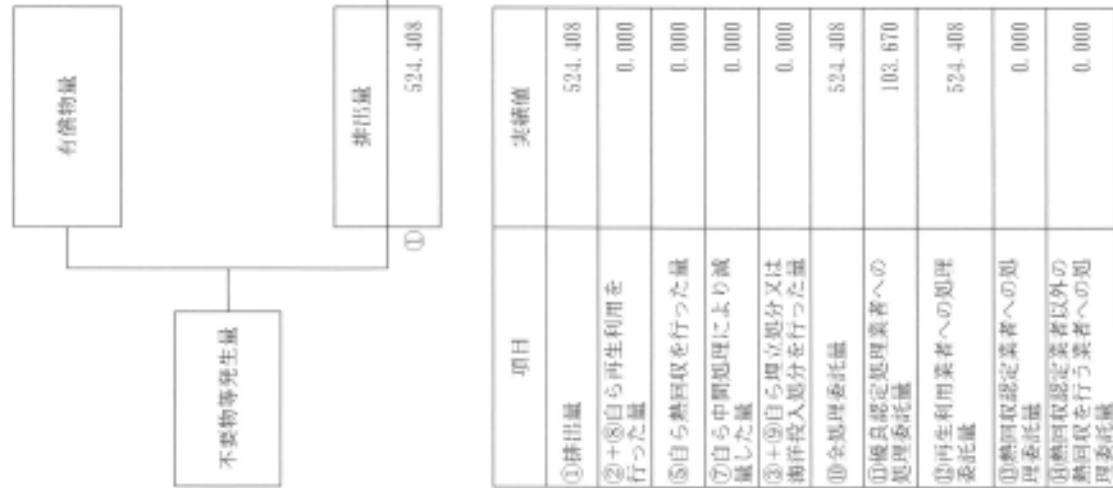 有償物量
不要物等発生量
排出量
① 524.408
項目 実績値
①排出量 524.408
②+⑧自ら再生利用を
行った量 0.000
⑤自ら熱回収を行った量 0.000
⑦自ら中間処理により減
量した量 0.000
③+⑨自ら埋立処分又は
海洋投入処分を行った量 0.000
⑩全処理委託量 524.408
⑪優良認定処理業者への
処理委託量 103.670
⑫再生利用業者への処理
委託量 524.408
⑬熱回収認定業者への処
理委託量 0.000
⑭熱回収認定業者以外の
熱回収を行う業者への処
理委託量 0.000